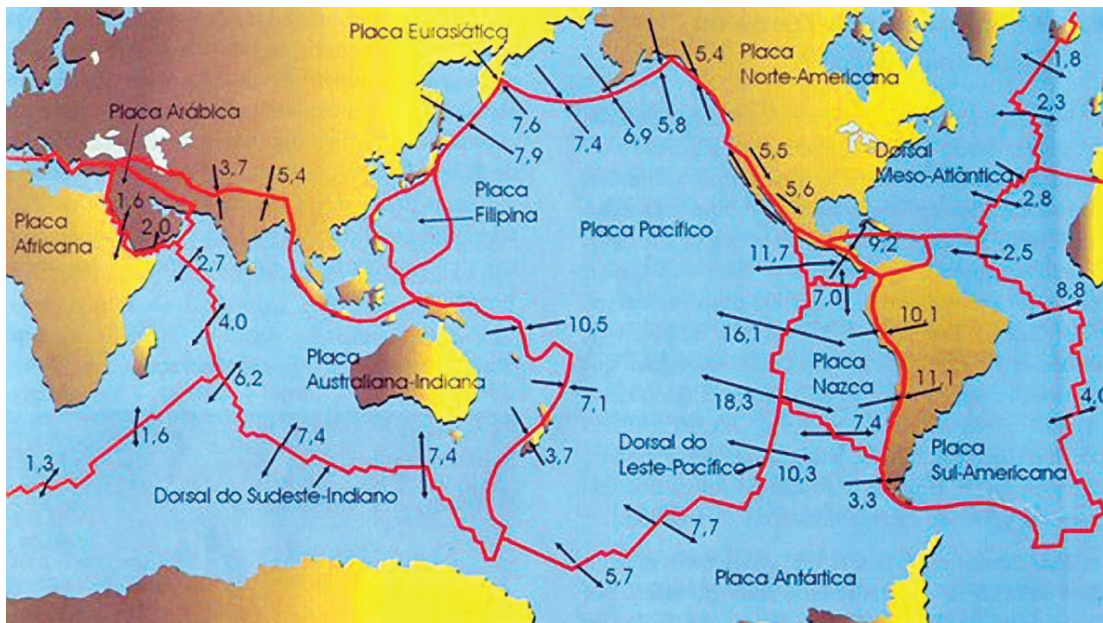 Placa Eurasiática
5,4
Placa
Norte-Americana
1,8
Placa Arábica
2,3
7,6
7,4
6,9
5,8
7,9
Dorsal
Meso-Atlântica
3,7
5,4
5,5
5,6
2,8
1,6
2,0
Placa
Africana
Placa
Filipina
Placa Pacífico
9,2
2,5
2,7
11,7
7,0
8,8
4,0
10,5
16,1
10,1
Placa
Australiana-Indiana
Placa
Nazca
6,2
7,1
18,3
11,1
4,0
1,6
7,4
7,4
3,7
Dorsal do
Leste-Pacífico
7,4
10,3
Placa
Sul-Americana
1,3
Dorsal do Sudeste-Indiano
3,3
7,7
5,7
Placa Antártica